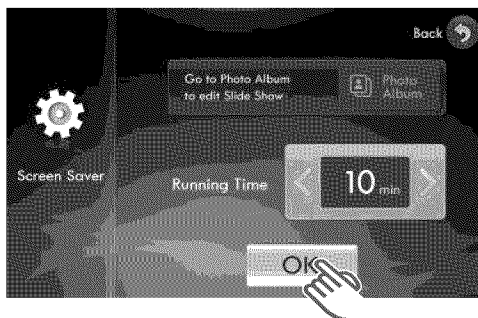 Back
Go to Photo Album
to edit Slide Show
Photo
Album
Screen Saver
Running Time
10 min
OK